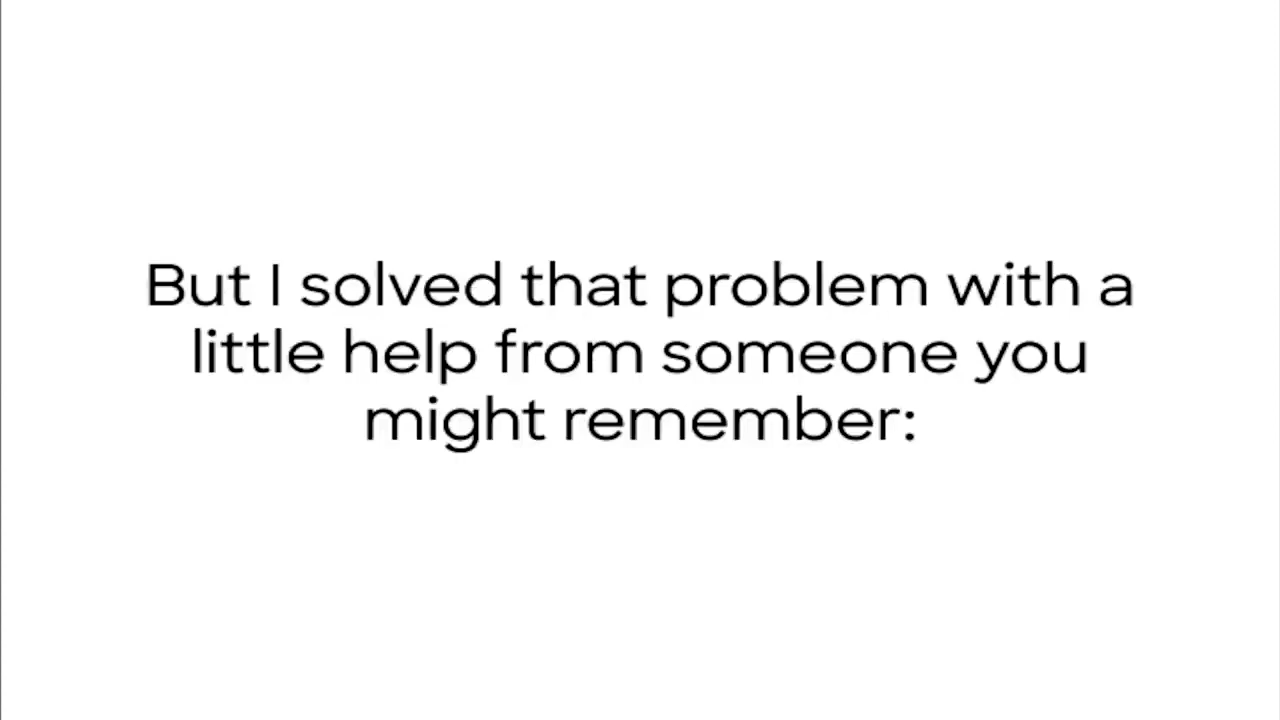 But I solved that problem with a
little help from someone you
might remember: